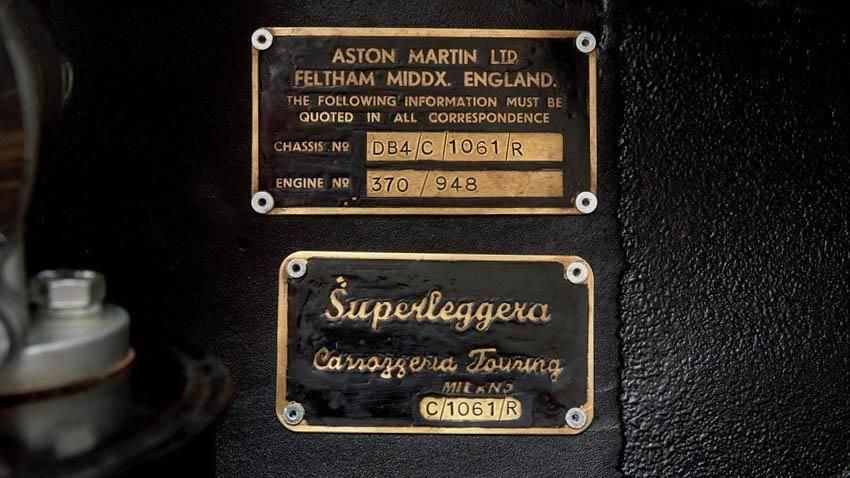 ASTON MARTIN LTD
FELTHAM MIDDX. ENGLAND.
THE FOLLOWING INFORMATION MUST BE
QUOTED IN ALL CORRESPONDENCE
CHASSIS Nº DB4/C/1061/R
ENGINE Nº 370/948
Superleggera
Carrozzeria Touring
MILANO
C/1061/R